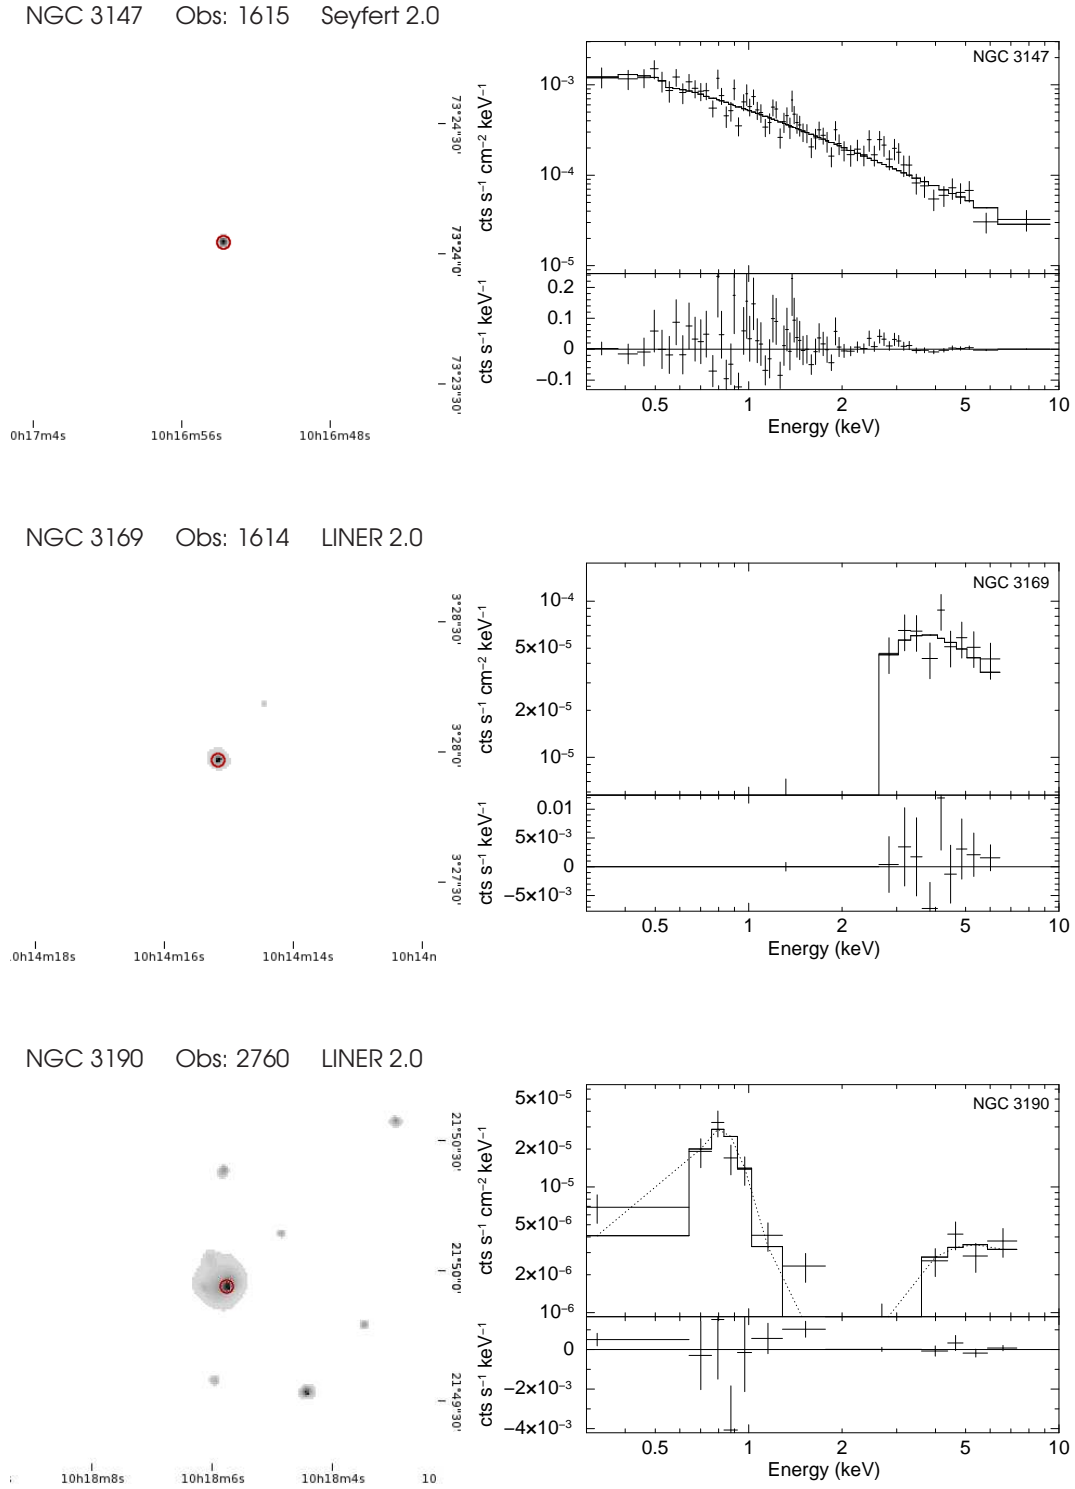 NGC 3147 Obs: 1615 Seyfert 2.0
NGC 3147
10⁻³
10⁻⁴
10⁻⁵
cts s⁻¹ cm⁻² keV⁻¹
0.2
0.1
0
−0.1
cts s⁻¹ keV⁻¹
0.5 1 2 5 10
Energy (keV)
73°24"30'
73°24"0'
73°23"30'
0h17m4s 10h16m56s 10h16m48s
NGC 3169 Obs: 1614 LINER 2.0
NGC 3169
10⁻⁴
5×10⁻⁵
2×10⁻⁵
10⁻⁵
cts s⁻¹ cm⁻² keV⁻¹
0.01
5×10⁻³
0
−5×10⁻³
cts s⁻¹ keV⁻¹
0.5 1 2 5 10
Energy (keV)
3°28"30'
3°28"0'
3°27"30'
.0h14m18s 10h14m16s 10h14m14s 10h14n
NGC 3190 Obs: 2760 LINER 2.0
NGC 3190
5×10⁻⁵
2×10⁻⁵
10⁻⁵
5×10⁻⁶
2×10⁻⁶
10⁻⁶
cts s⁻¹ cm⁻² keV⁻¹
0
−2×10⁻³
−4×10⁻³
cts s⁻¹ keV⁻¹
0.5 1 2 5 10
Energy (keV)
21°50"30'
21°50"0'
21°49"30'
10h18m8s 10h18m6s 10h18m4s 10